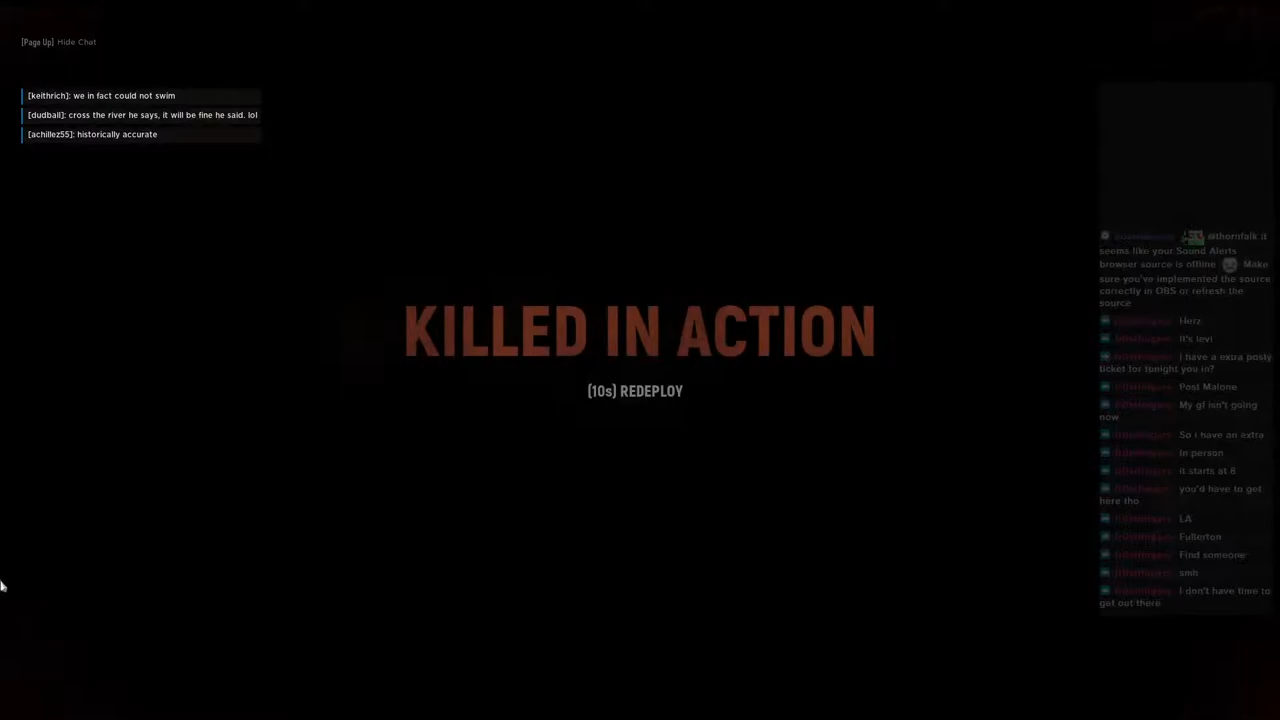 [Page Up] Hide Chat
[keithrich]: we in fact could not swim
[dudball]: cross the river he says, it will be fine he said. lol
[achillez55]: historically accurate
KILLED IN ACTION
(10s) REDEPLOY
@thornfalk it
seems like your Sound Alerts
browser source is offline Make
sure you've implemented the source
correctly in OBS or refresh the
source
Herz
It's levi
I have a extra posty
ticket for tonight you in?
Post Malone
My gf isn't going
now
So i have an extra
In person
it starts at 8
you'd have to get
here tho
LA
Fullerton
Find someone
smh
I don't have time to
get out there